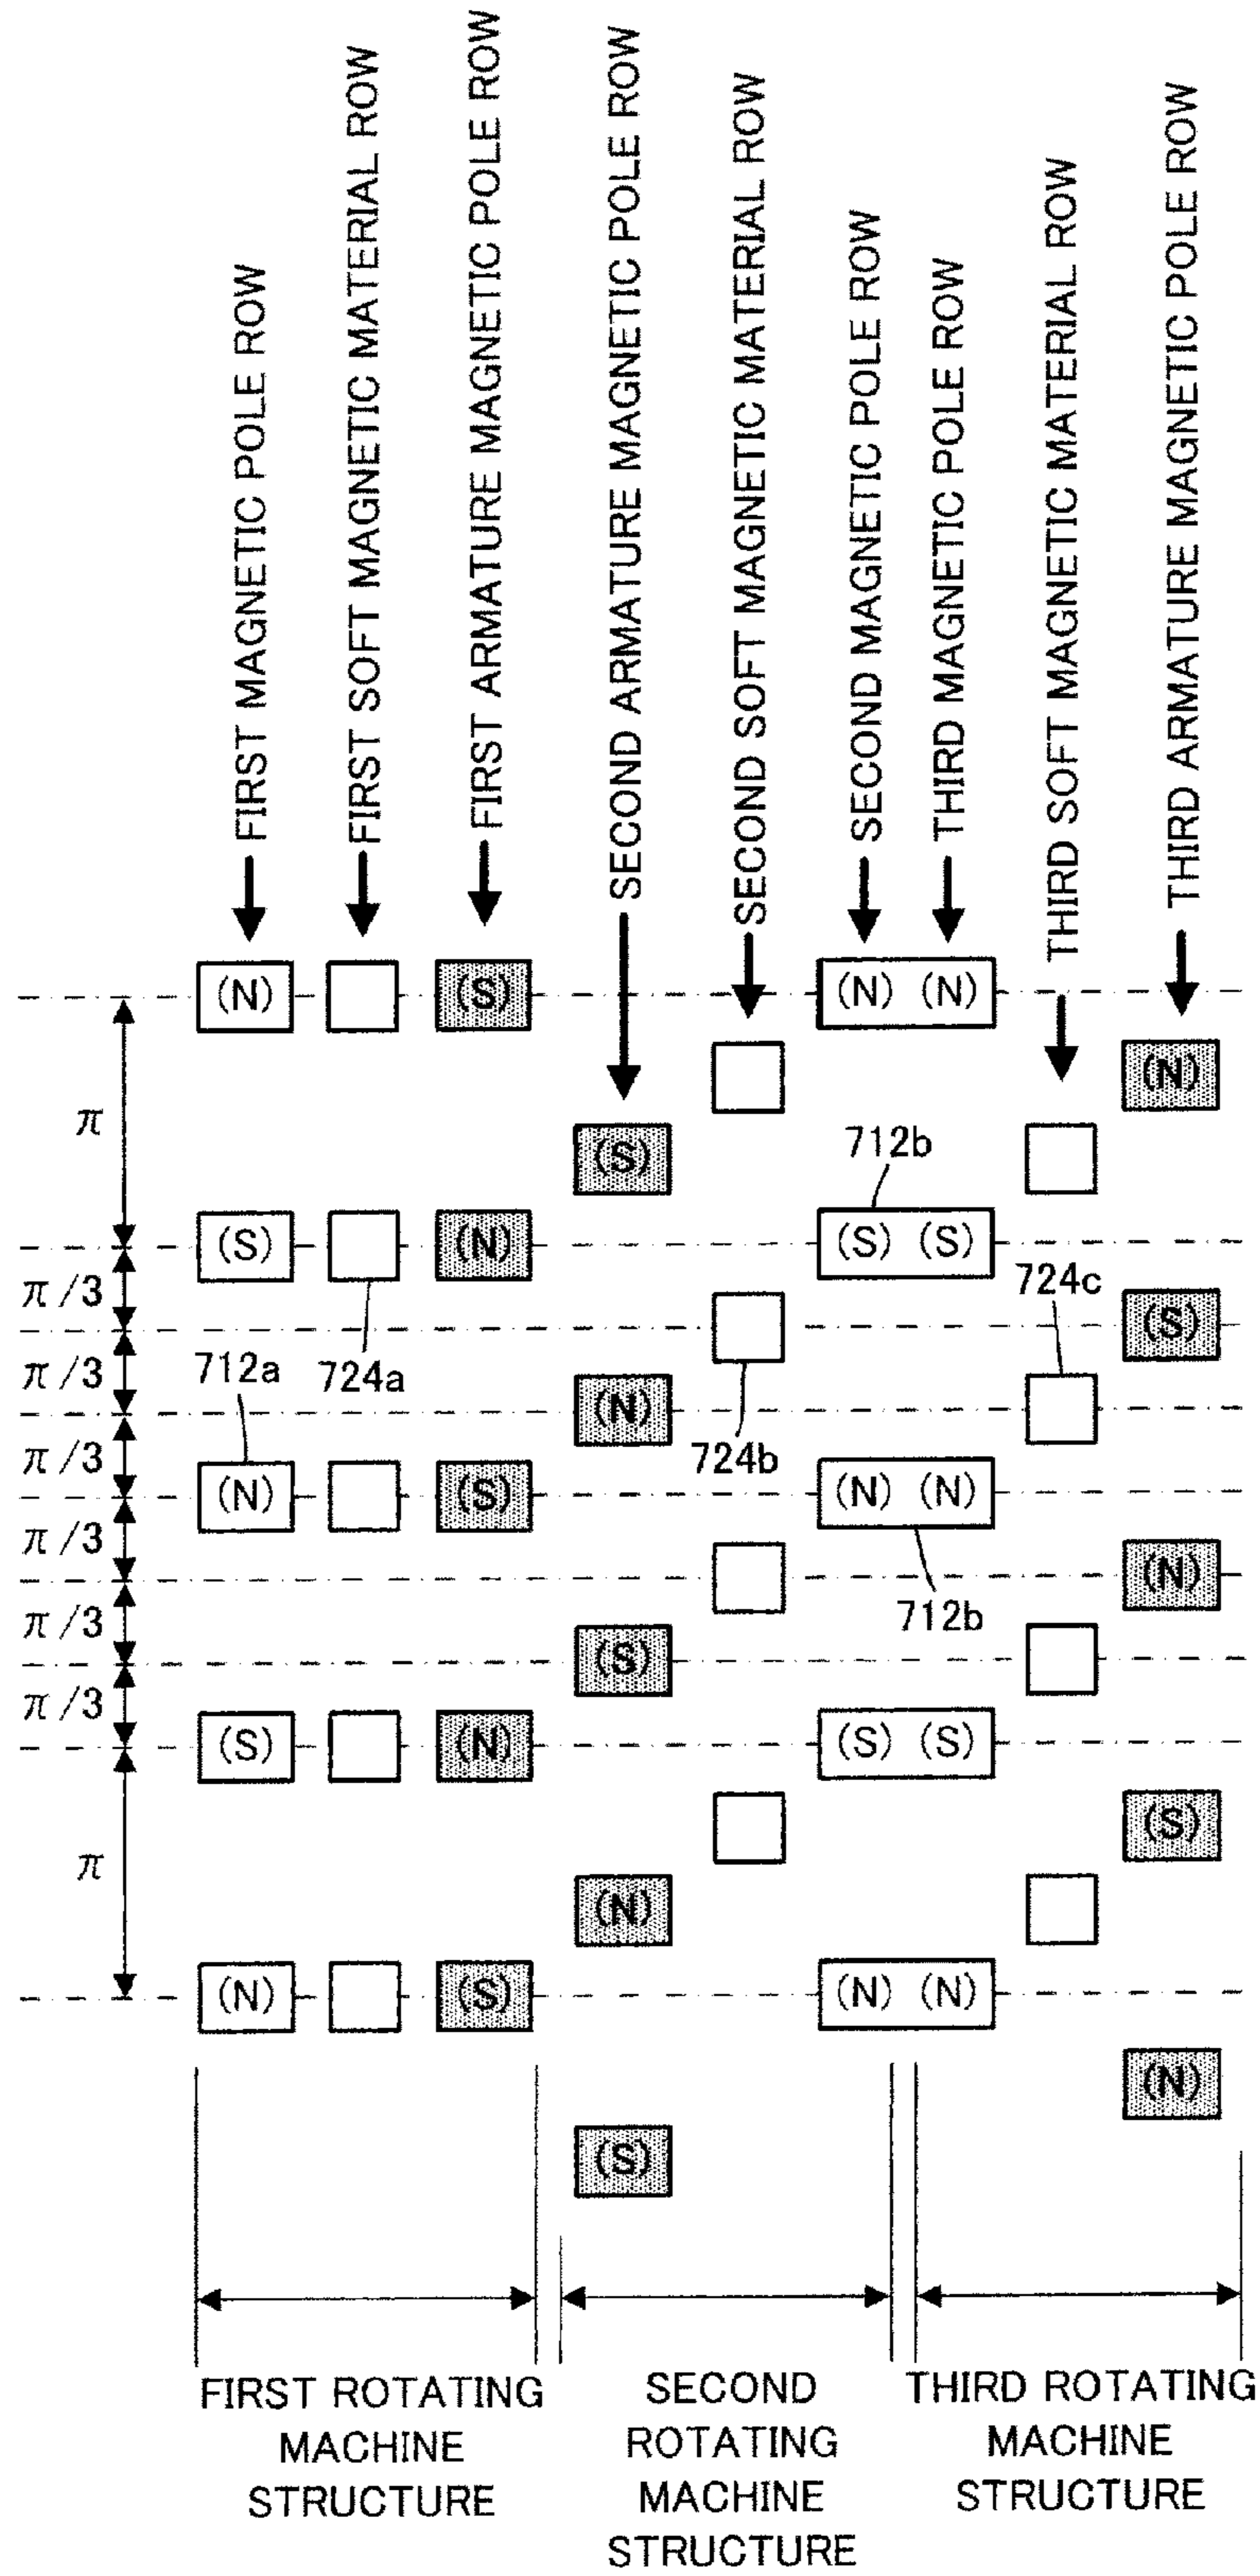 FIRST MAGNETIC POLE ROW
FIRST SOFT MAGNETIC MATERIAL ROW
FIRST ARMATURE MAGNETIC POLE ROW
SECOND ARMATURE MAGNETIC POLE ROW
SECOND SOFT MAGNETIC MATERIAL ROW
SECOND MAGNETIC POLE ROW
THIRD MAGNETIC POLE ROW
THIRD SOFT MAGNETIC MATERIAL ROW
THIRD ARMATURE MAGNETIC POLE ROW
(N) (S) (N) (N)
(N)
π
(S)
712b
(S) (N) (S) (S)
π/3
724c
(S)
π/3
712a 724a
(N)
724b
π/3
(N) (S) (N) (N)
π/3
(N)
712b
π/3
(S)
π/3
(S) (N) (S) (S)
(S)
π
(N)
(N) (S) (N) (N)
(N)
(S)
FIRST ROTATING
MACHINE
STRUCTURE
SECOND
ROTATING
MACHINE
STRUCTURE
THIRD ROTATING
MACHINE
STRUCTURE